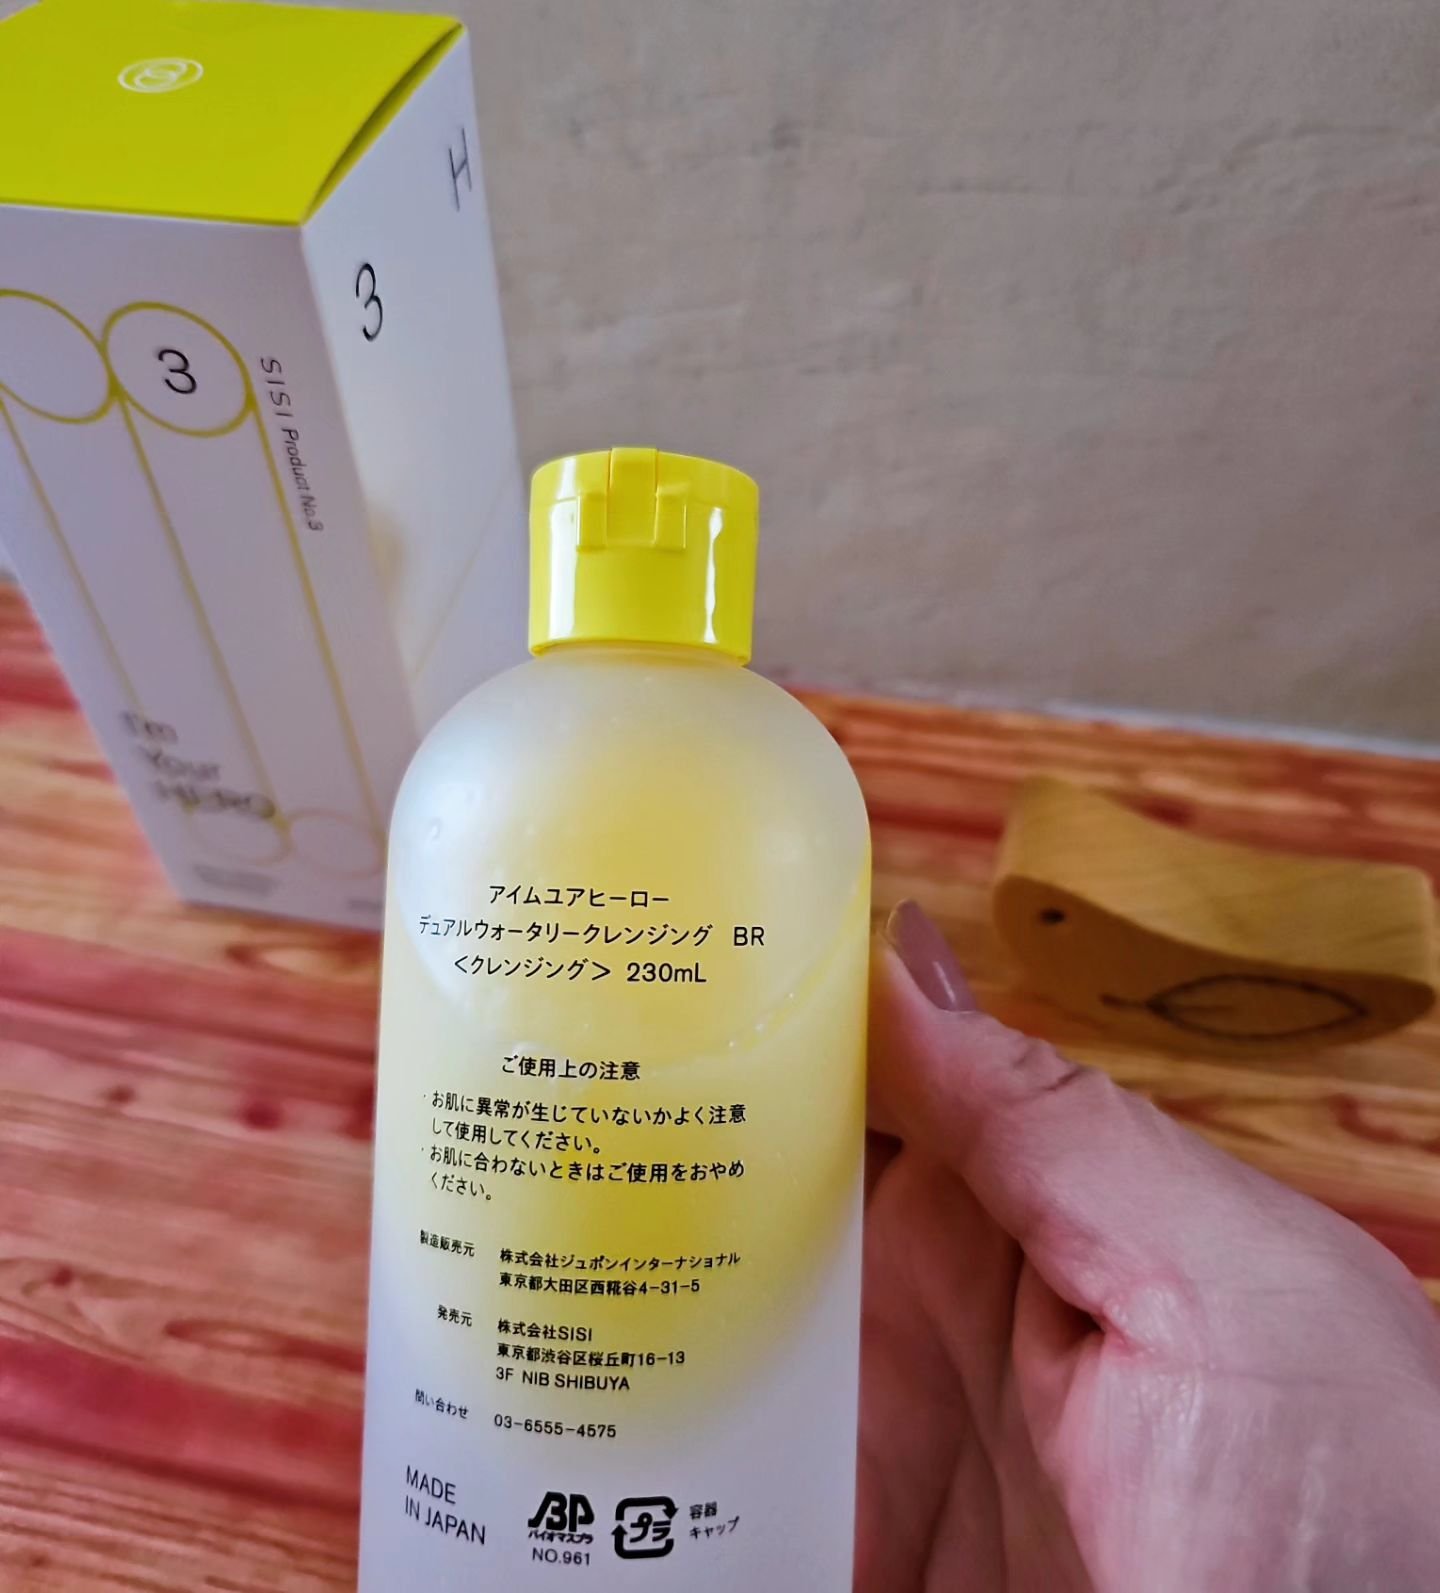 H
3
3
SISI Product No.3
I'm
Your
HERO
アイムユアヒーロー
デュアルウォータリークレンジング BR
＜クレンジング＞ 230mL
ご使用上の注意
・お肌に異常が生じていないかよく注意
して使用してください。
・お肌に合わないときはご使用をおやめ
ください。
製造販売元 株式会社ジュポンインターナショナル
東京都大田区西糀谷4-31-5
発売元 株式会社SISI
東京都渋谷区桜丘町16-13
3F NIB SHIBUYA
問い合わせ 03-6555-4575
MADE
IN JAPAN
BP
バイオマスプラ
NO.961
プラ
容器
キャップ